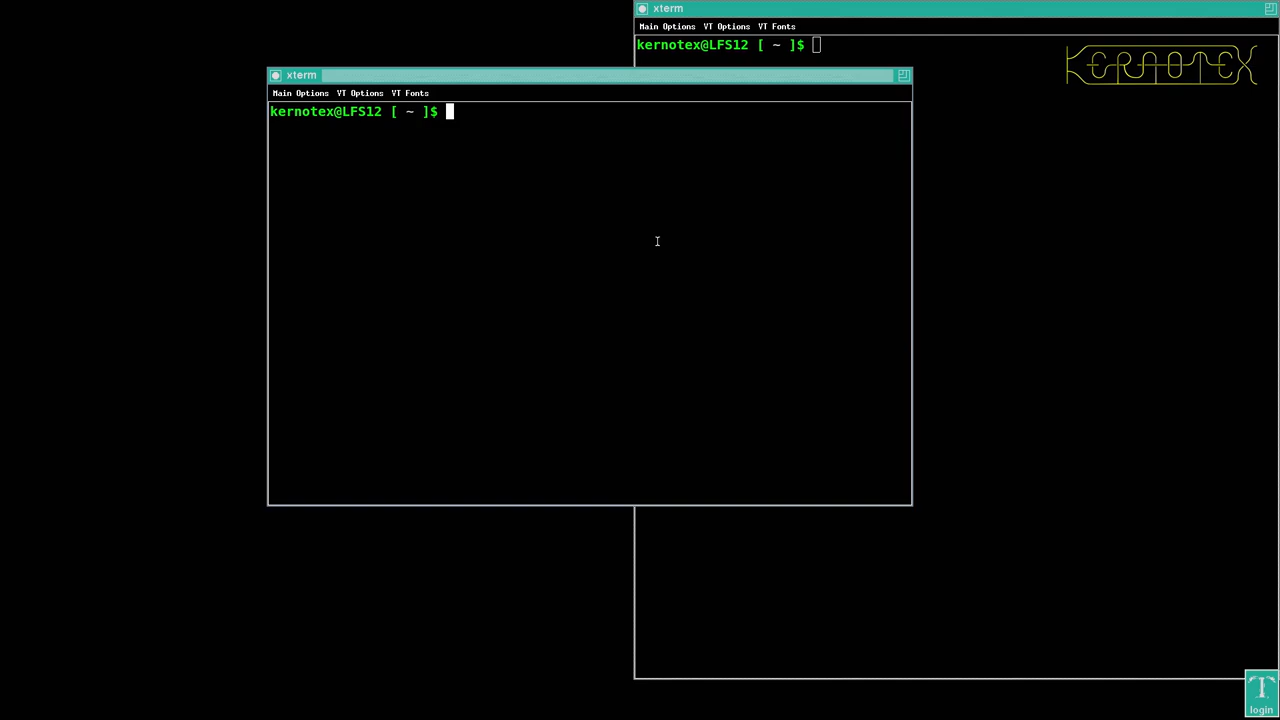 xterm
Main Options VT Options VT Fonts
kernotex@LFS12 [ ~ ]$
KERNOTEX
xterm
Main Options VT Options VT Fonts
kernotex@LFS12 [ ~ ]$
login